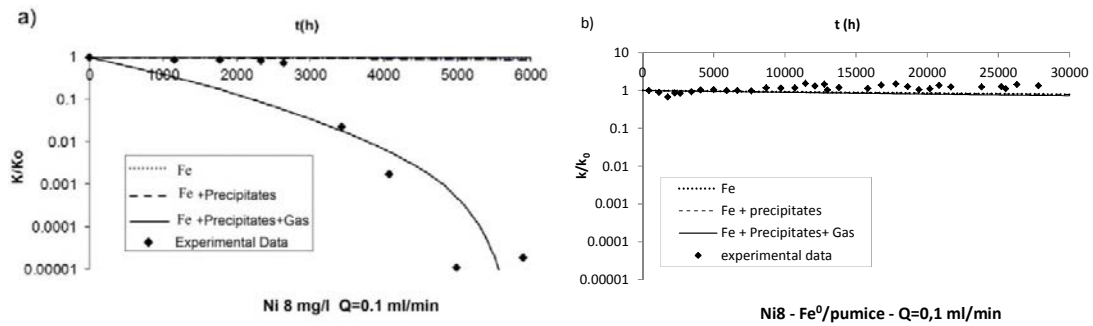 a)
t(h)
1
0.1
0.01
0.001
0.0001
0.00001
0 1000 2000 3000 4000 5000 6000
K/Ko
Fe
Fe +Precipitates
Fe +Precipitates+Gas
Experimental Data
Ni 8 mg/l Q=0.1 ml/min
b)
t (h)
10
1
0.1
0.01
0.001
0.0001
0.00001
0 5000 10000 15000 20000 25000 30000
k/k₀
Fe
Fe + precipitates
Fe + Precipitates+ Gas
experimental data
Ni8 - Fe⁰/pumice - Q=0,1 ml/min